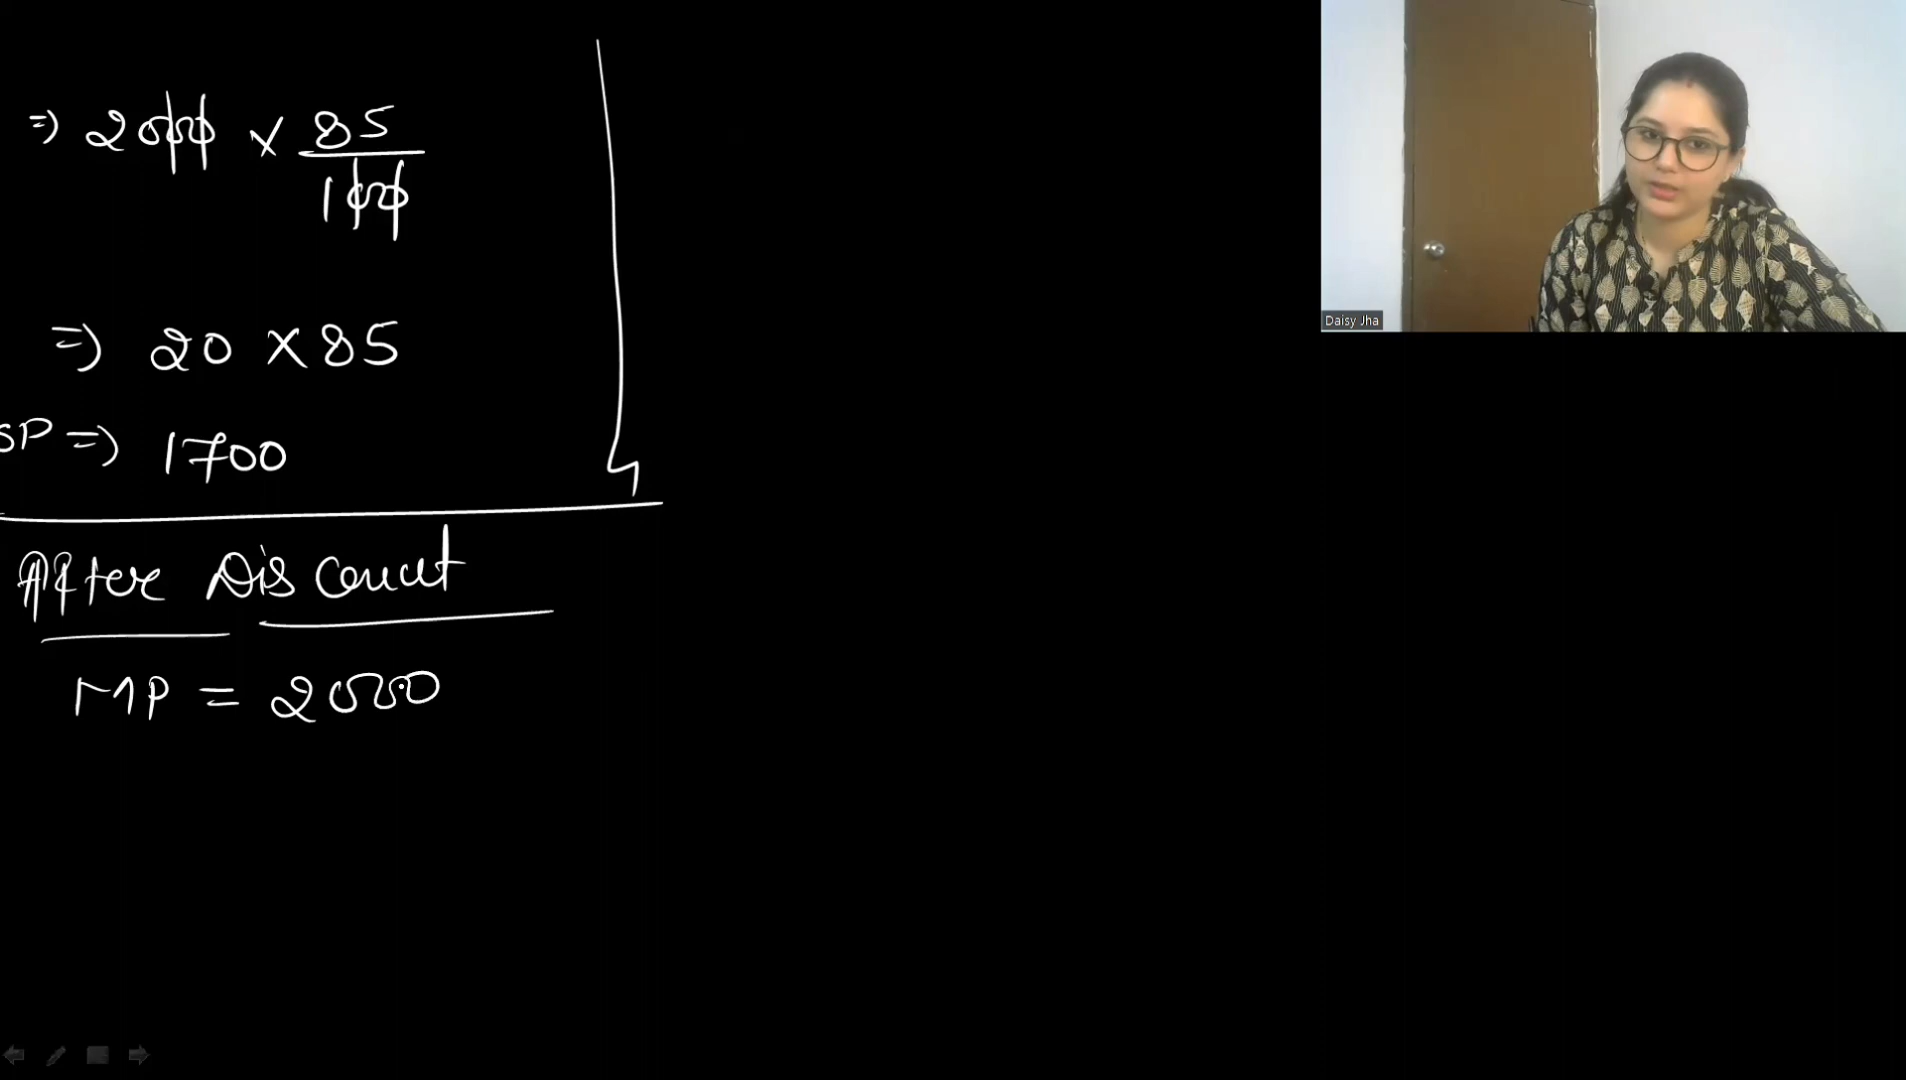 => 2000 × 85
100
=> 20 × 85
SP => 1700
After Discount
MP = 2000
Daisy Jha